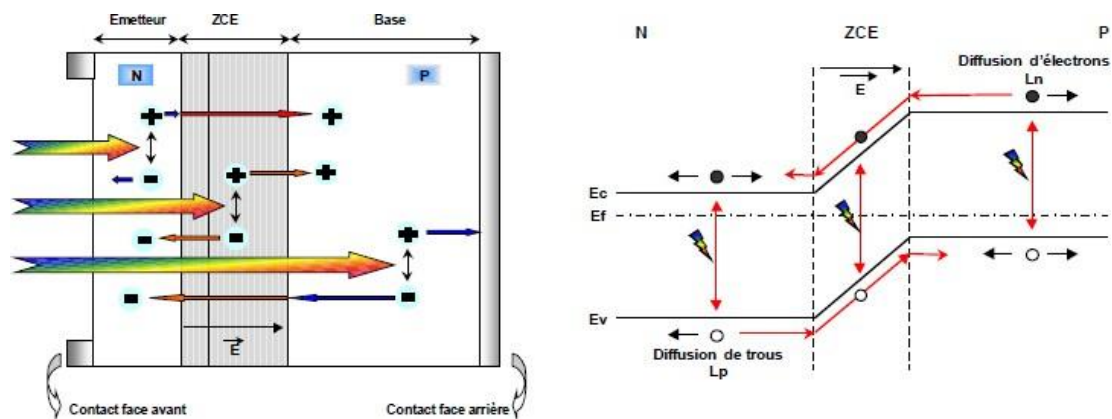 Emetteur ZCE Base
N P
E
Contact face avant Contact face arrière
N ZCE P
E
Diffusion d'électrons
Ln
Ec
Ef
Ev
Diffusion de trous
Lp